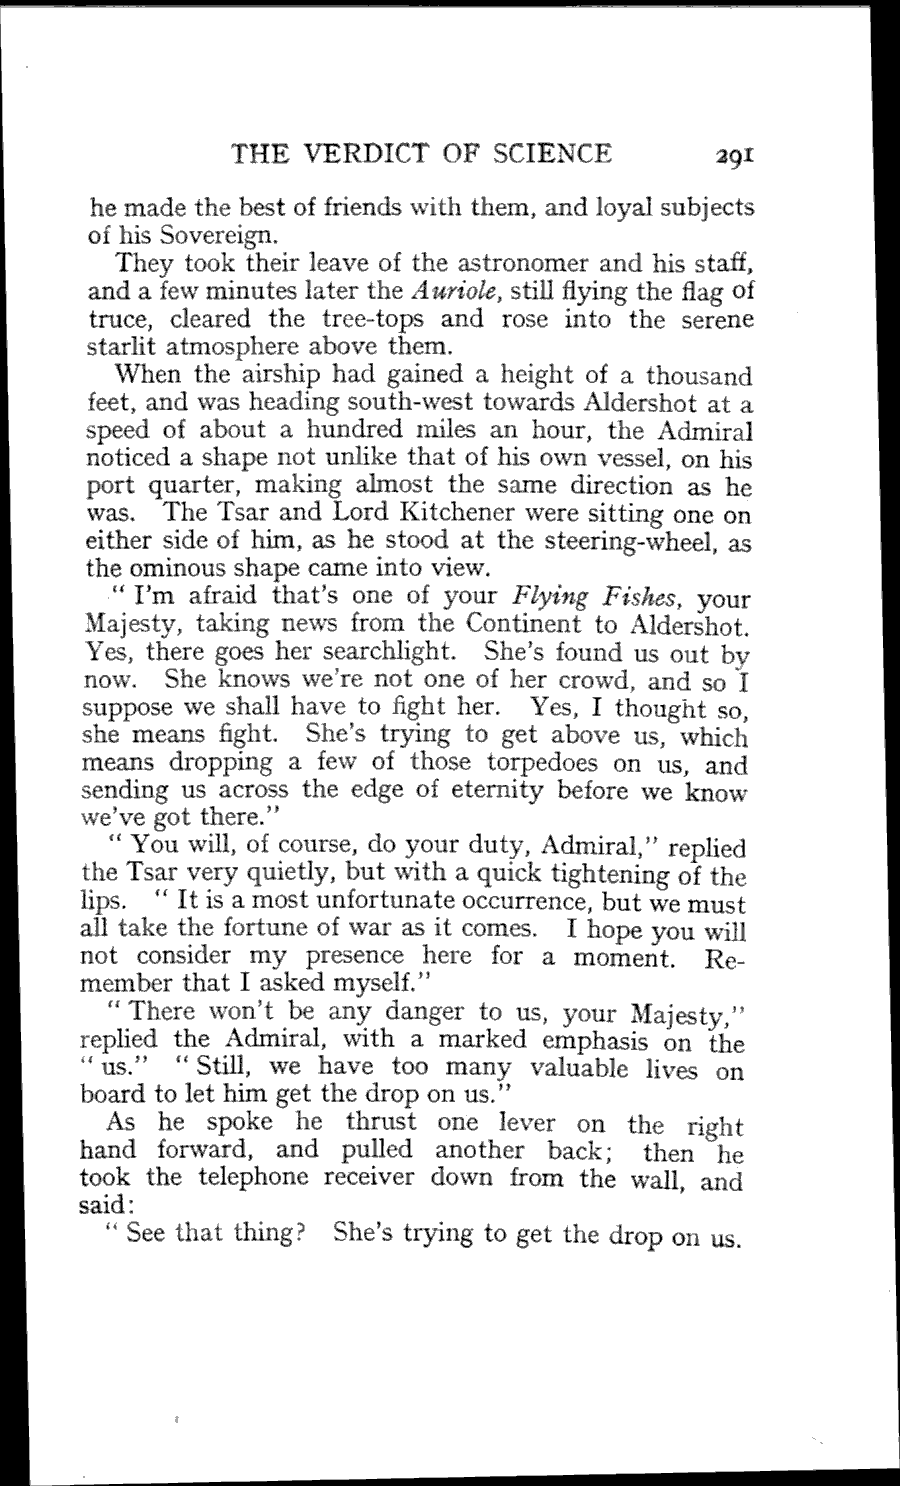 THE VERDICT OF SCIENCE 291
he made the best of friends with them, and loyal subjects
of his Sovereign.
They took their leave of the astronomer and his staff,
and a few minutes later the Auriole, still flying the flag of
truce, cleared the tree-tops and rose into the serene
starlit atmosphere above them.
When the airship had gained a height of a thousand
feet, and was heading south-west towards Aldershot at a
speed of about a hundred miles an hour, the Admiral
noticed a shape not unlike that of his own vessel, on his
port quarter, making almost the same direction as he
was. The Tsar and Lord Kitchener were sitting one on
either side of him, as he stood at the steering-wheel, as
the ominous shape came into view.
“ I'm afraid that's one of your Flying Fishes, your
Majesty, taking news from the Continent to Aldershot.
Yes, there goes her searchlight. She's found us out by
now. She knows we're not one of her crowd, and so I
suppose we shall have to fight her. Yes, I thought so,
she means fight. She's trying to get above us, which
means dropping a few of those torpedoes on us, and
sending us across the edge of eternity before we know
we've got there.”
“ You will, of course, do your duty, Admiral,” replied
the Tsar very quietly, but with a quick tightening of the
lips. “ It is a most unfortunate occurrence, but we must
all take the fortune of war as it comes. I hope you will
not consider my presence here for a moment. Re-
member that I asked myself.”
“ There won't be any danger to us, your Majesty,”
replied the Admiral, with a marked emphasis on the
“ us.” “ Still, we have too many valuable lives on
board to let him get the drop on us.”
As he spoke he thrust one lever on the right
hand forward, and pulled another back; then he
took the telephone receiver down from the wall, and
said:
“ See that thing? She's trying to get the drop on us.